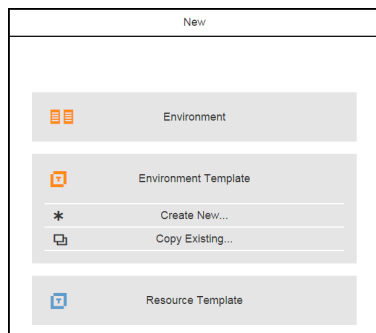 New
Environment
T Environment Template
Create New...
Copy Existing...
T Resource Template